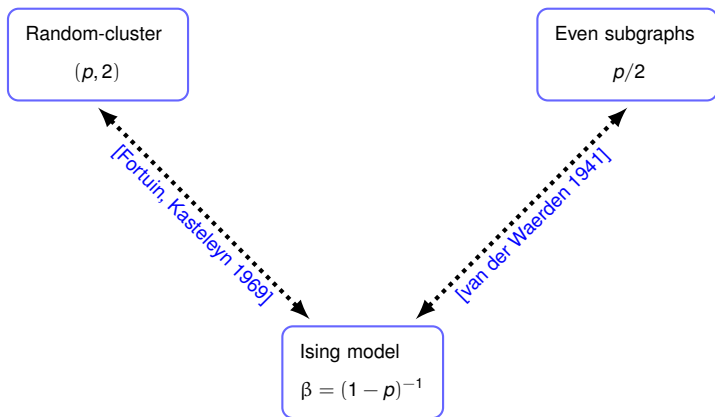 Random-cluster
(p, 2)
Even subgraphs
p/2
[Fortuin, Kasteleyn 1969]
[van der Waerden 1941]
Ising model
β = (1 − p)⁻¹